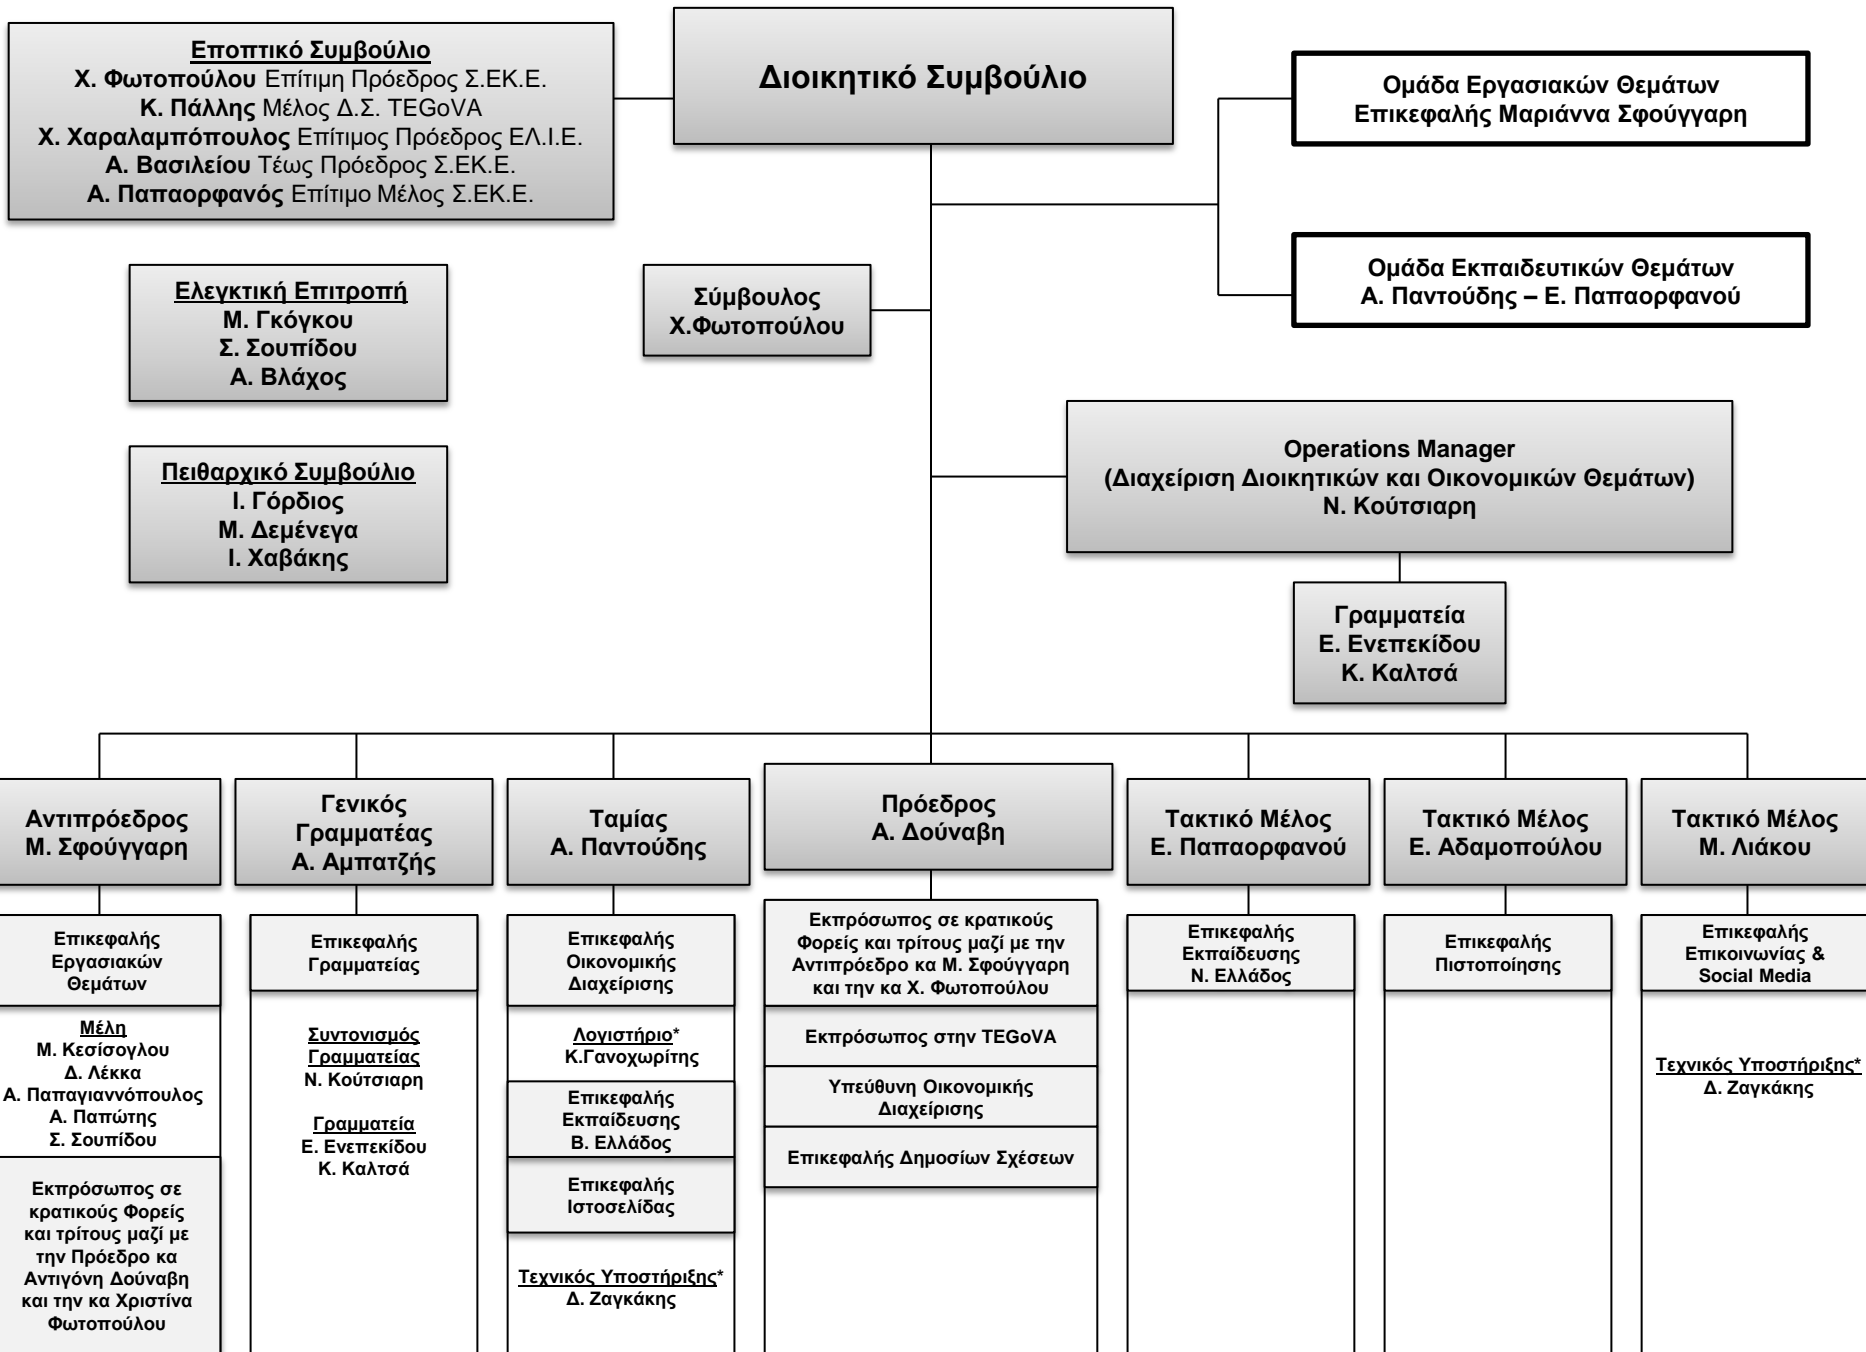 Εποπτικό Συμβούλιο
Χ. Φωτοπούλου Επίτιμη Πρόεδρος Σ.ΕΚ.Ε.
Κ. Πάλλης Μέλος Δ.Σ. TEGoVA
Χ. Χαραλαμπόπουλος Επίτιμος Πρόεδρος ΕΛ.Ι.Ε.
Α. Βασιλείου Τέως Πρόεδρος Σ.ΕΚ.Ε.
Α. Παπαορφανός Επίτιμο Μέλος Σ.ΕΚ.Ε.
Διοικητικό Συμβούλιο
Ομάδα Εργασιακών Θεμάτων
Επικεφαλής Μαριάννα Σφούγγαρη
Ομάδα Εκπαιδευτικών Θεμάτων
Α. Παντούδης – Ε. Παπαορφανού
Ελεγκτική Επιτροπή
Μ. Γκόγκου
Σ. Σουπίδου
Α. Βλάχος
Σύμβουλος
Χ.Φωτοπούλου
Πειθαρχικό Συμβούλιο
Ι. Γόρδιος
Μ. Δεμένεγα
Ι. Χαβάκης
Operations Manager
(Διαχείριση Διοικητικών και Οικονομικών Θεμάτων)
Ν. Κούτσιαρη
Γραμματεία
Ε. Ενεπεκίδου
Κ. Καλτσά
Αντιπρόεδρος
Μ. Σφούγγαρη
Επικεφαλής
Εργασιακών
Θεμάτων
Μέλη
Μ. Κεσίσογλου
Δ. Λέκκα
Α. Παπαγιαννόπουλος
Α. Παπώτης
Σ. Σουπίδου
Εκπρόσωπος σε
κρατικούς Φορείς
και τρίτους μαζί με
την Πρόεδρο κα
Αντιγόνη Δούναβη
και την κα Χριστίνα
Φωτοπούλου
Γενικός
Γραμματέας
Α. Αμπατζής
Επικεφαλής
Γραμματείας
Συντονισμός
Γραμματείας
Ν. Κούτσιαρη
Γραμματεία
Ε. Ενεπεκίδου
Κ. Καλτσά
Ταμίας
Α. Παντούδης
Επικεφαλής
Οικονομικής
Διαχείρισης
Λογιστήριο*
Κ.Γανοχωρίτης
Επικεφαλής
Εκπαίδευσης
Β. Ελλάδος
Επικεφαλής
Ιστοσελίδας
Τεχνικός Υποστήριξης*
Δ. Ζαγκάκης
Πρόεδρος
Α. Δούναβη
Εκπρόσωπος σε κρατικούς
Φορείς και τρίτους μαζί με την
Αντιπρόεδρο κα Μ. Σφούγγαρη
και την κα Χ. Φωτοπούλου
Εκπρόσωπος στην TEGoVA
Υπεύθυνη Οικονομικής
Διαχείρισης
Επικεφαλής Δημοσίων Σχέσεων
Τακτικό Μέλος
Ε. Παπαορφανού
Επικεφαλής
Εκπαίδευσης
Ν. Ελλάδος
Τακτικό Μέλος
Ε. Αδαμοπούλου
Επικεφαλής
Πιστοποίησης
Τακτικό Μέλος
Μ. Λιάκου
Επικεφαλής
Επικοινωνίας &
Social Media
Τεχνικός Υποστήριξης*
Δ. Ζαγκάκης